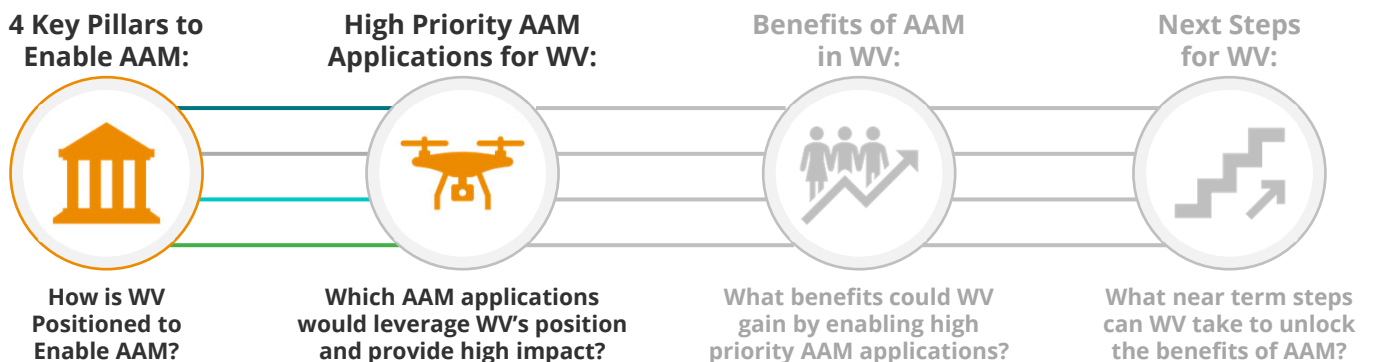 4 Key Pillars to
Enable AAM:
High Priority AAM
Applications for WV:
Benefits of AAM
in WV:
Next Steps
for WV:
How is WV
Positioned to
Enable AAM?
Which AAM applications
would leverage WV's position
and provide high impact?
What benefits could WV
gain by enabling high
priority AAM applications?
What near term steps
can WV take to unlock
the benefits of AAM?